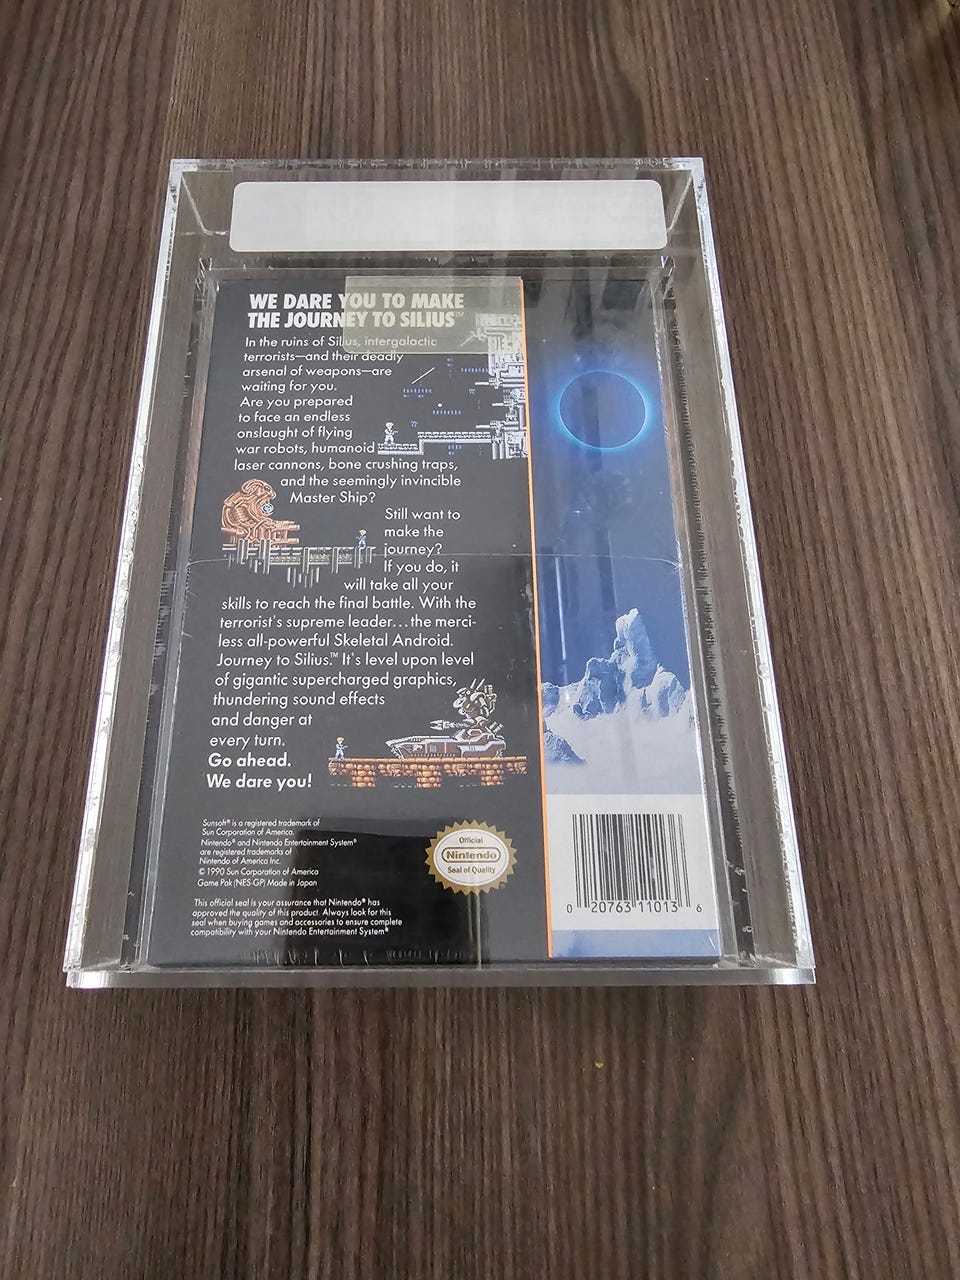 WE DARE YOU TO MAKE
THE JOURNEY TO SILIUS™
In the ruins of Silius, intergalactic
terrorists—and their deadly
arsenal of weapons—are
waiting for you.
Are you prepared
to face an endless
onslaught of flying
war robots, humanoid
laser cannons, bone crushing traps,
and the seemingly invincible
Master Ship?
Still want to
make the
journey?
If you do, it
will take all your
skills to reach the final battle. With the
terrorist's supreme leader...the merci-
less all-powerful Skeletal Android.
Journey to Silius.™ It's level upon level
of gigantic supercharged graphics,
thundering sound effects
and danger at
every turn.
Go ahead.
We dare you!
Sunsoft® is a registered trademark of
Sun Corporation of America.
Nintendo® and Nintendo Entertainment System®
are registered trademarks of
Nintendo of America Inc.
© 1990 Sun Corporation of America
Game Pak (NES-GP) Made in Japan
This official seal is your assurance that Nintendo® has
approved the quality of this product. Always look for this
seal when buying games and accessories to ensure complete
compatibility with your Nintendo Entertainment System®
Official
Nintendo
Seal of Quality
0 20763 11013 6